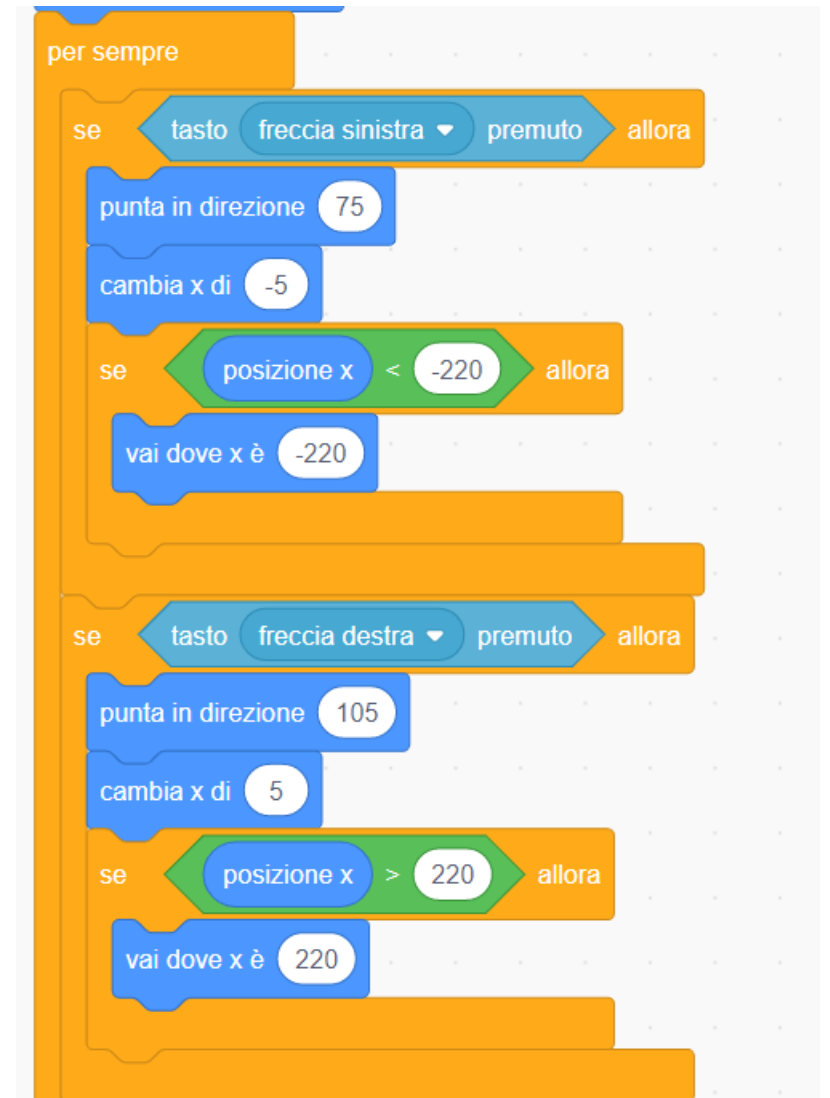 per sempre
se tasto freccia sinistra premuto allora
punta in direzione 75
cambia x di -5
se posizione x < -220 allora
vai dove x è -220
se tasto freccia destra premuto allora
punta in direzione 105
cambia x di 5
se posizione x > 220 allora
vai dove x è 220